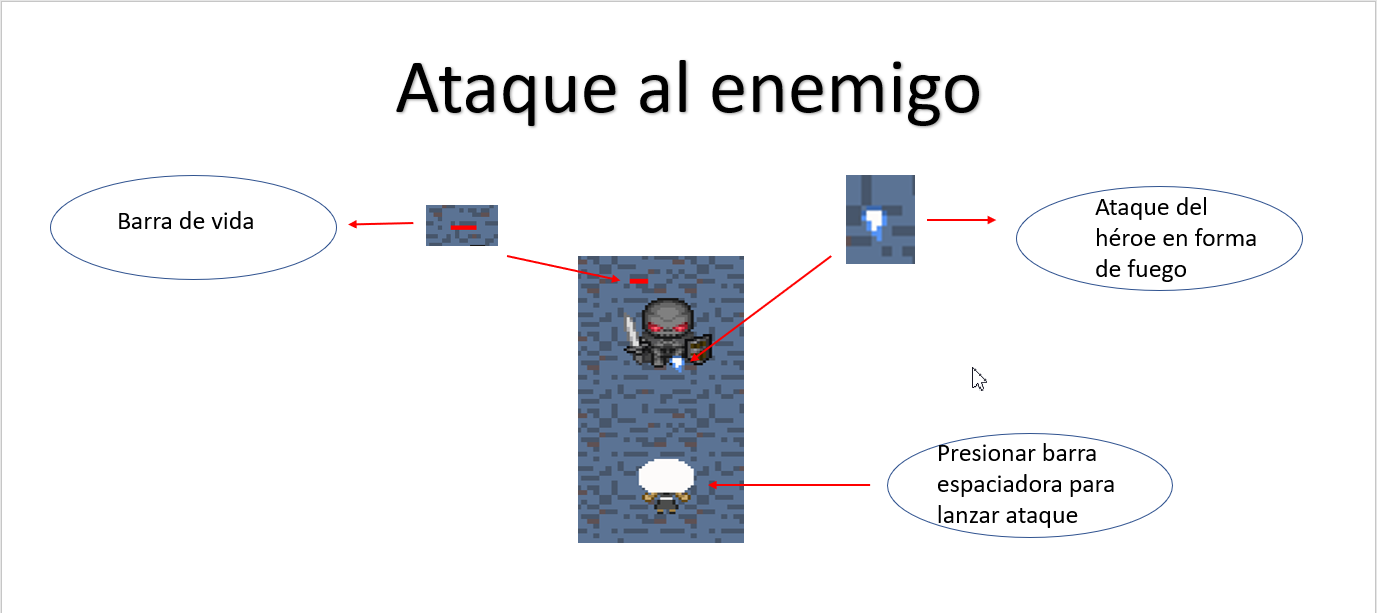 Ataque al enemigo
Barra de vida
Ataque del
héroe en forma
de fuego
Presionar barra
espaciadora para
lanzar ataque